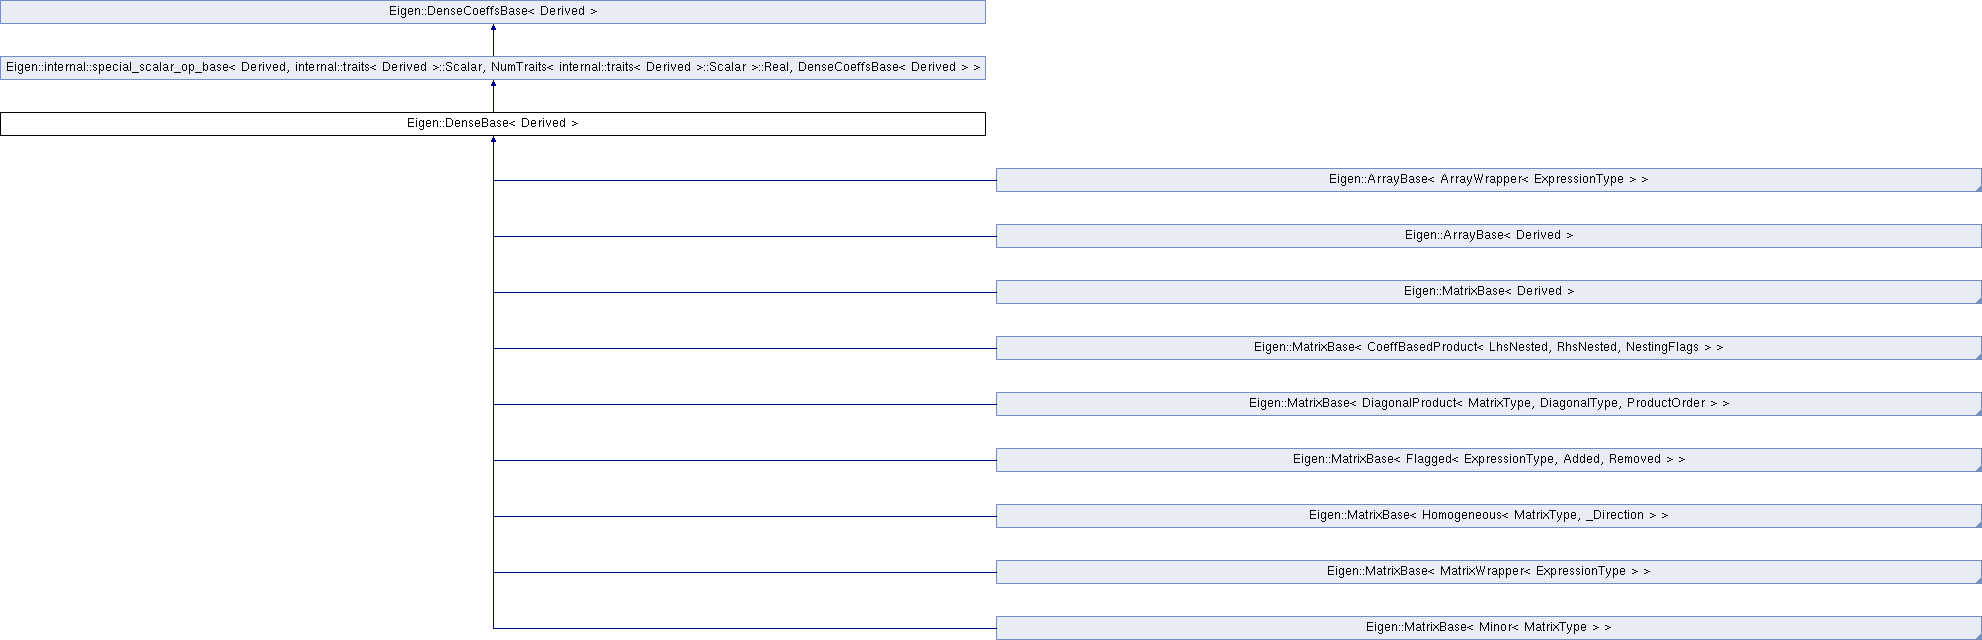 Eigen::DenseCoeffsBase< Derived >
Eigen::internal::special_scalar_op_base< Derived, internal::traits< Derived >::Scalar, NumTraits< internal::traits< Derived >::Scalar >::Real, DenseCoeffsBase< Derived > >
Eigen::DenseBase< Derived >
Eigen::ArrayBase< ArrayWrapper< ExpressionType > >
Eigen::ArrayBase< Derived >
Eigen::MatrixBase< Derived >
Eigen::MatrixBase< CoeffBasedProduct< LhsNested, RhsNested, NestingFlags > >
Eigen::MatrixBase< DiagonalProduct< MatrixType, DiagonalType, ProductOrder > >
Eigen::MatrixBase< Flagged< ExpressionType, Added, Removed > >
Eigen::MatrixBase< Homogeneous< MatrixType, _Direction > >
Eigen::MatrixBase< MatrixWrapper< ExpressionType > >
Eigen::MatrixBase< Minor< MatrixType > >